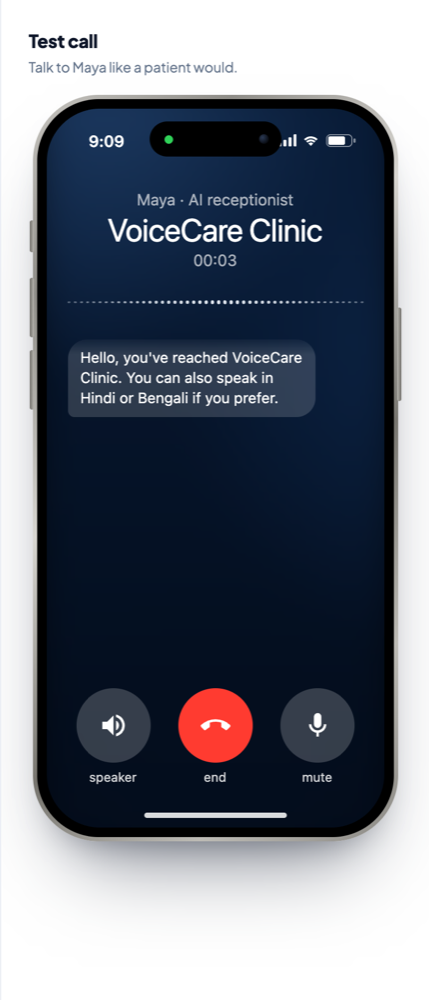 Test call
Talk to Maya like a patient would.
9:09
Maya · AI receptionist
VoiceCare Clinic
00:03
Hello, you've reached VoiceCare
Clinic. You can also speak in
Hindi or Bengali if you prefer.
speaker
end
mute